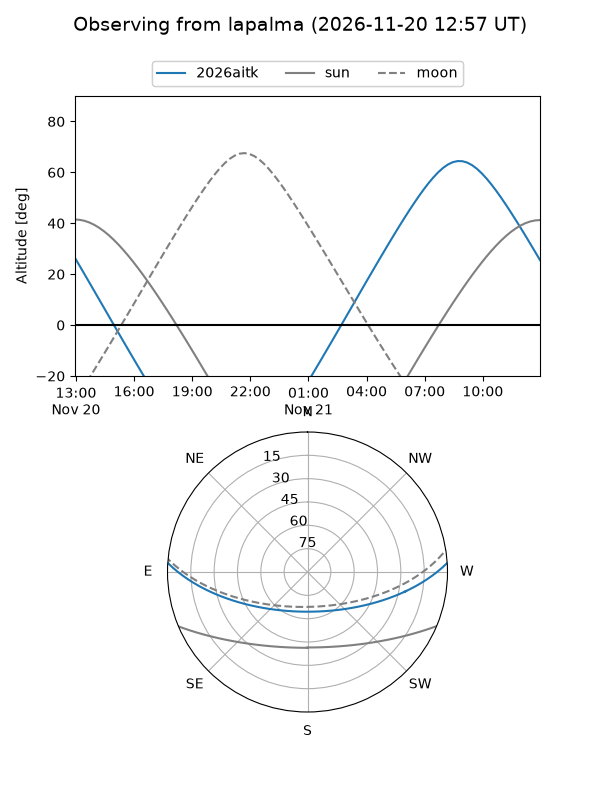 Observing from lapalma (2026-11-20 12:57 UT)
2026aitk sun moon
Altitude [deg]
80
60
40
20
0
−20
13:00 16:00 19:00 22:00 01:00 04:00 07:00 10:00
Nov 20 Nov 21
N
NE NW
15
30
45
60
75
E W
SE SW
S